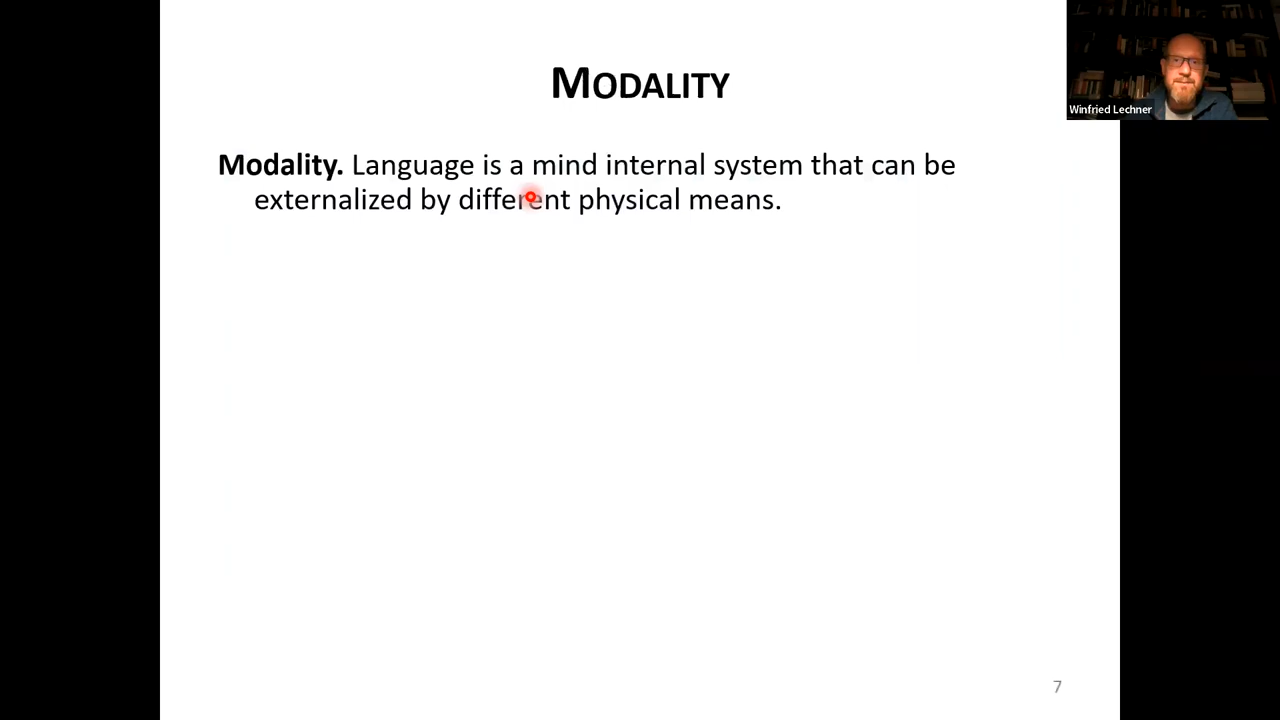 MODALITY
Winfried Lechner
Modality. Language is a mind internal system that can be
externalized by different physical means.
7